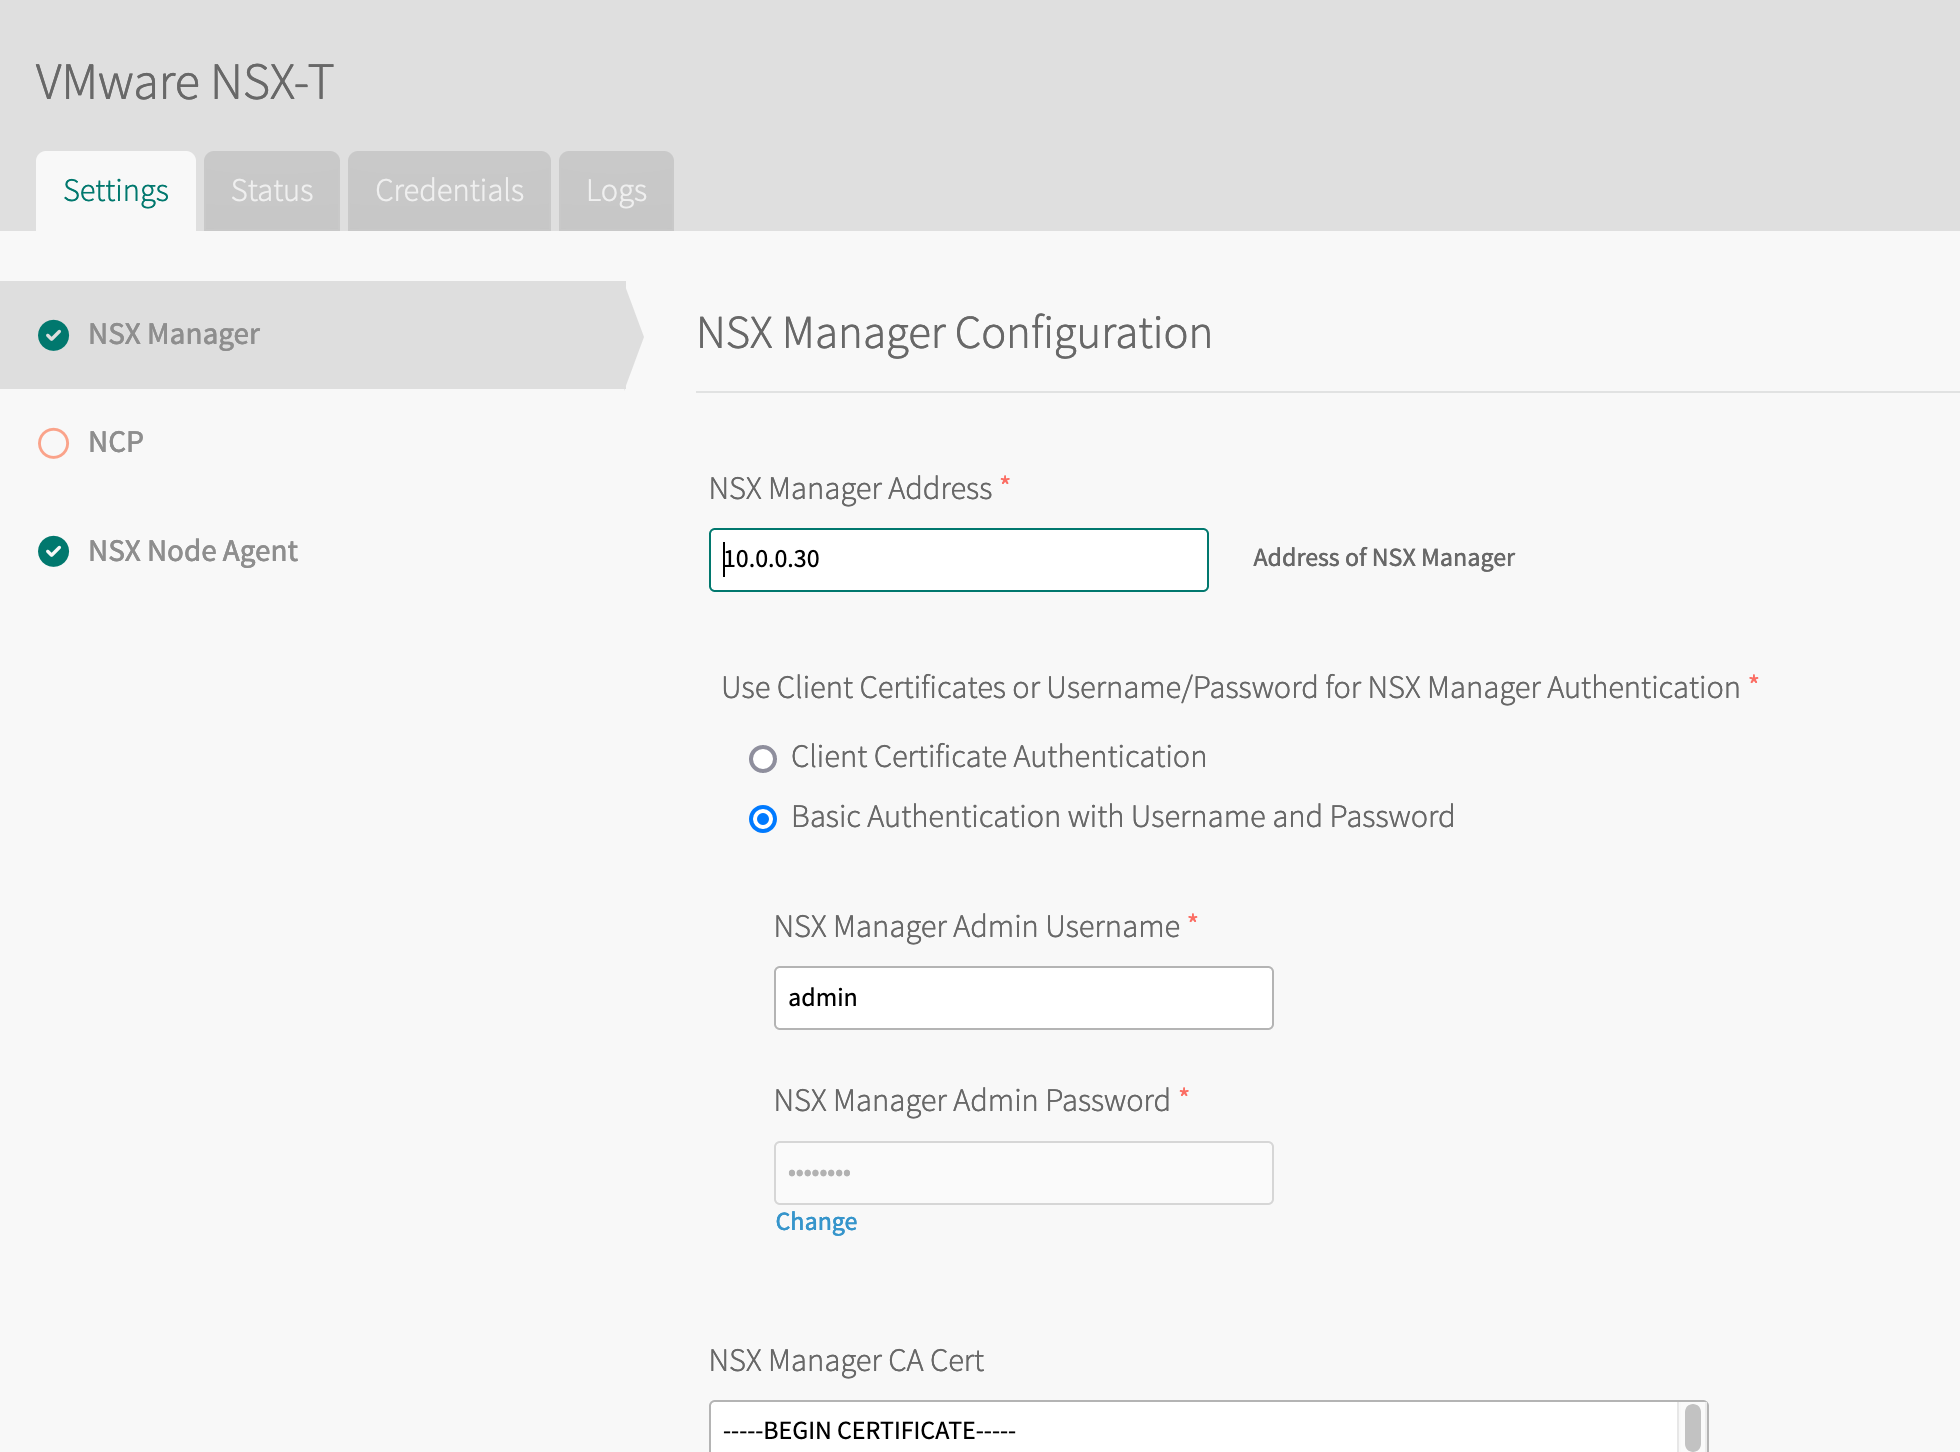 VMware NSX-T
Settings Status Credentials Logs
NSX Manager
NCP
NSX Node Agent
NSX Manager Configuration
NSX Manager Address *
10.0.0.30 Address of NSX Manager
Use Client Certificates or Username/Password for NSX Manager Authentication *
Client Certificate Authentication
Basic Authentication with Username and Password
NSX Manager Admin Username *
admin
NSX Manager Admin Password *
••••••••
Change
NSX Manager CA Cert
-----BEGIN CERTIFICATE-----